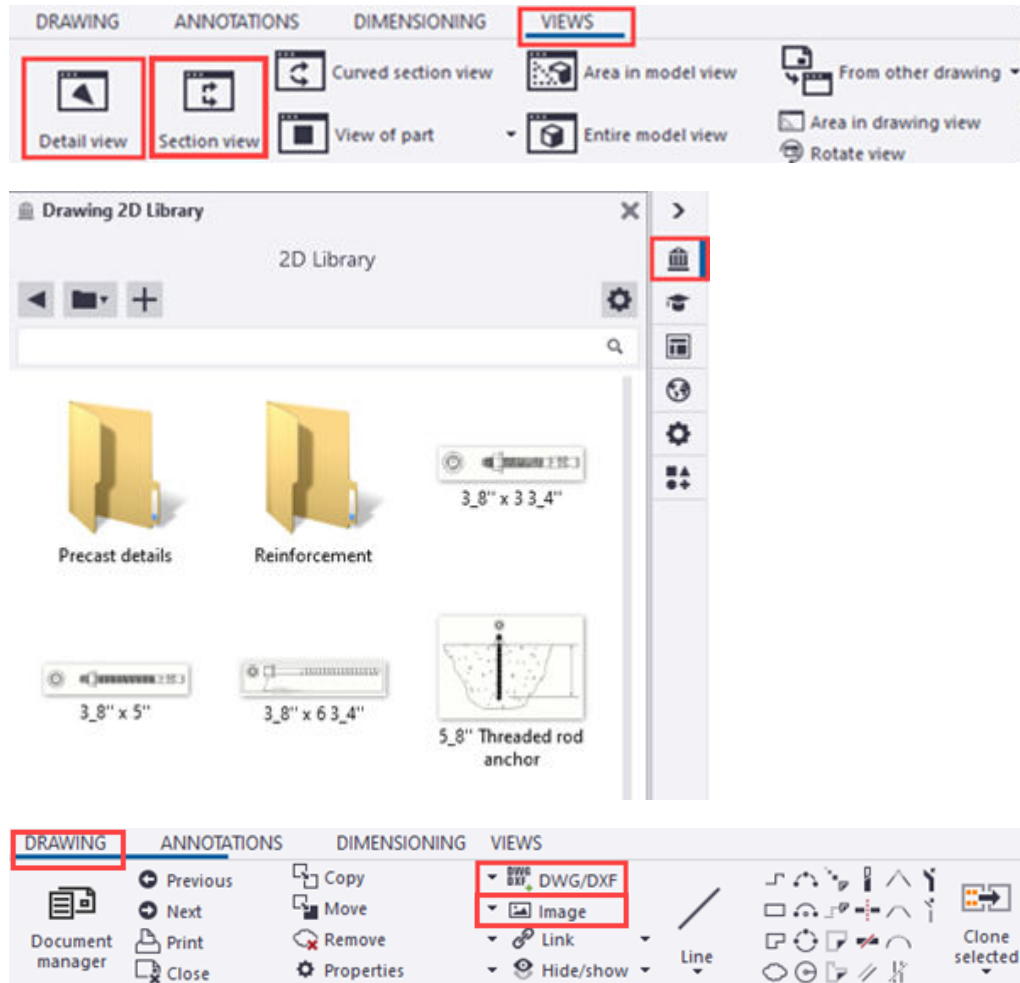 DRAWING ANNOTATIONS DIMENSIONING VIEWS
Detail view
Section view
Curved section view
View of part
Area in model view
Entire model view
From other drawing
Area in drawing view
Rotate view
Drawing 2D Library
2D Library
Precast details
Reinforcement
3_8" x 3 3_4"
3_8" x 5"
3_8" x 6 3_4"
5_8" Threaded rod
anchor
DRAWING ANNOTATIONS DIMENSIONING VIEWS
Document
manager
Previous
Next
Print
Close
Copy
Move
Remove
Properties
DWG
DXF
DWG/DXF
Image
Link
Hide/show
Line
Clone
selected